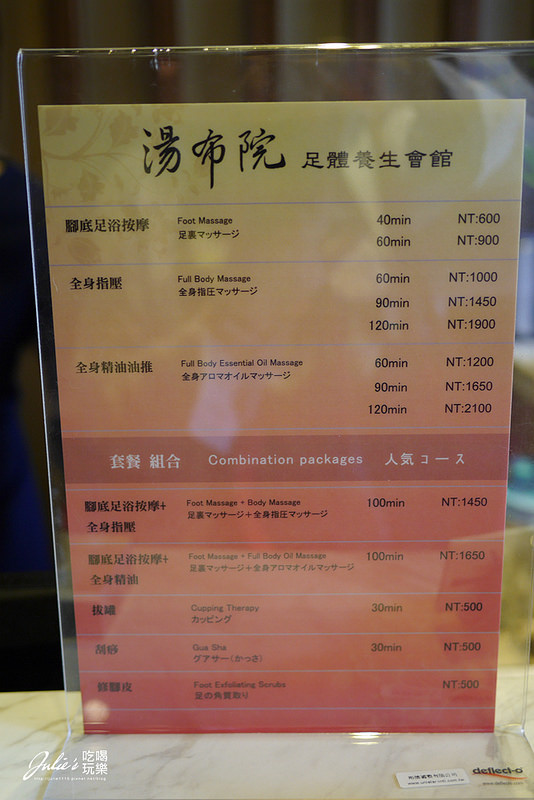 湯布院 足體養生會館
腳底足浴按摩 Foot Massage 40min NT:600
足裏マッサージ 60min NT:900
全身指壓 Full Body Massage 60min NT:1000
全身指圧マッサージ
90min NT:1450
120min NT:1900
全身精油油推 Full Body Essential Oil Massage 60min NT:1200
全身アロマオイルマッサージ
90min NT:1650
120min NT:2100
套餐 組合 Combination packages 人気コース
腳底足浴按摩+ Foot Massage + Body Massage 100min NT:1450
全身指壓 足裏マッサージ+全身指圧マッサージ
腳底足浴按摩+ Foot Massage + Full Body Oil Massage 100min NT:1650
全身精油 足裏マッサージ+全身アロマオイルマッサージ
拔罐 Cupping Therapy 30min NT:500
カッピング
刮痧 Gua Sha 30min NT:500
グアサー(かっさ)
修腳皮 Foot Exfoliating Scrubs NT:500
足の角質取り
Julie's 吃喝玩樂
deflect-o